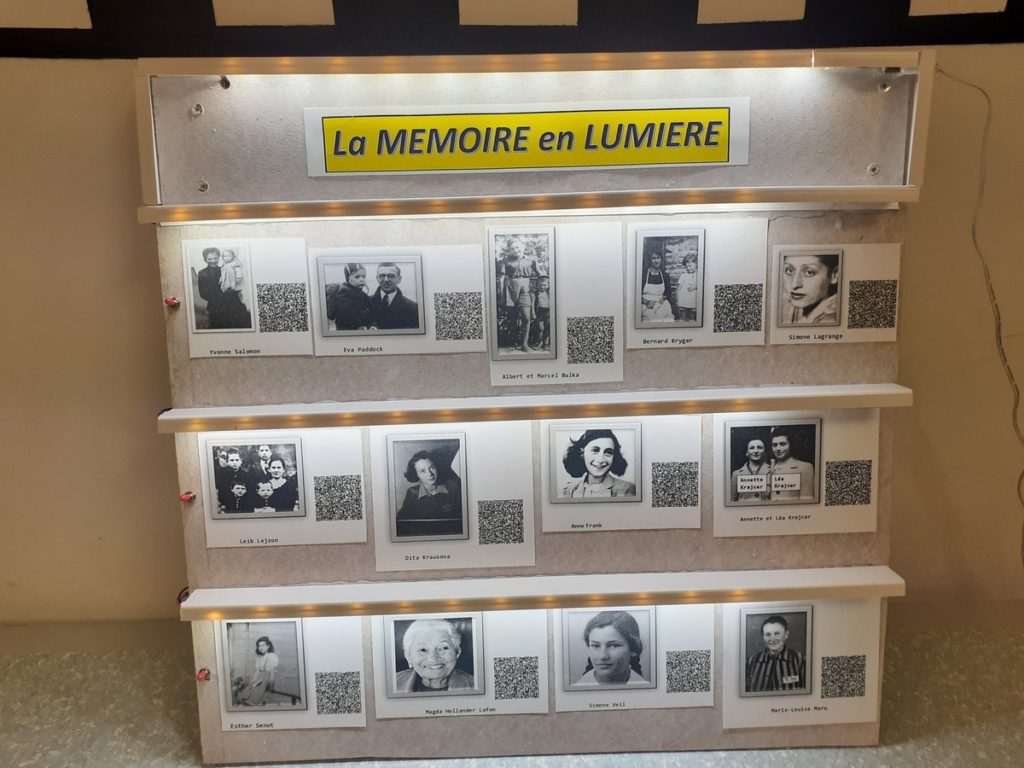 La MEMOIRE en LUMIERE
Yvonne Salomon
Eva Paddock
Albert et Marcel Bulka
Bernard Kryger
Simone Lagrange
Leib Lejzon
Dita Krausova
Anne Frank
Annette Krajcer
Léa Krajcer
Annette et Léa Krajcer
Esther Senot
Magda Hollander Lafon
Simone Veil
Marie-Louise Maru